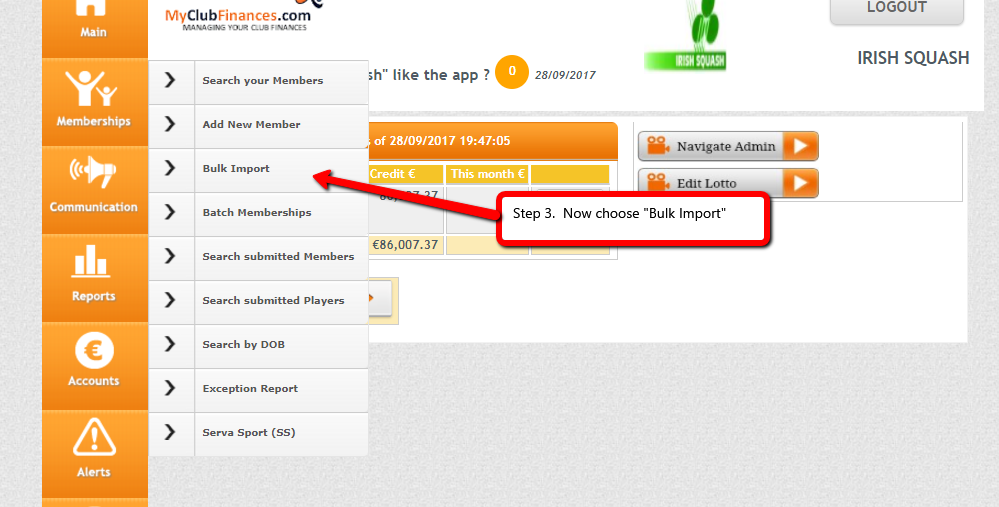 Main
MyClubFinances.com
MANAGING YOUR CLUB FINANCES
IRISH SQUASH
LOGOUT
IRISH SQUASH
sh" like the app ? 0 28/09/2017
Memberships
Communication
Reports
Accounts
Alerts
Search your Members
Add New Member
Bulk Import
Batch Memberships
Search submitted Members
Search submitted Players
Search by DOB
Exception Report
Serva Sport (SS)
s of 28/09/2017 19:47:05
Credit € This month €
€86,007.37
Navigate Admin
Edit Lotto
Step 3. Now choose "Bulk Import"